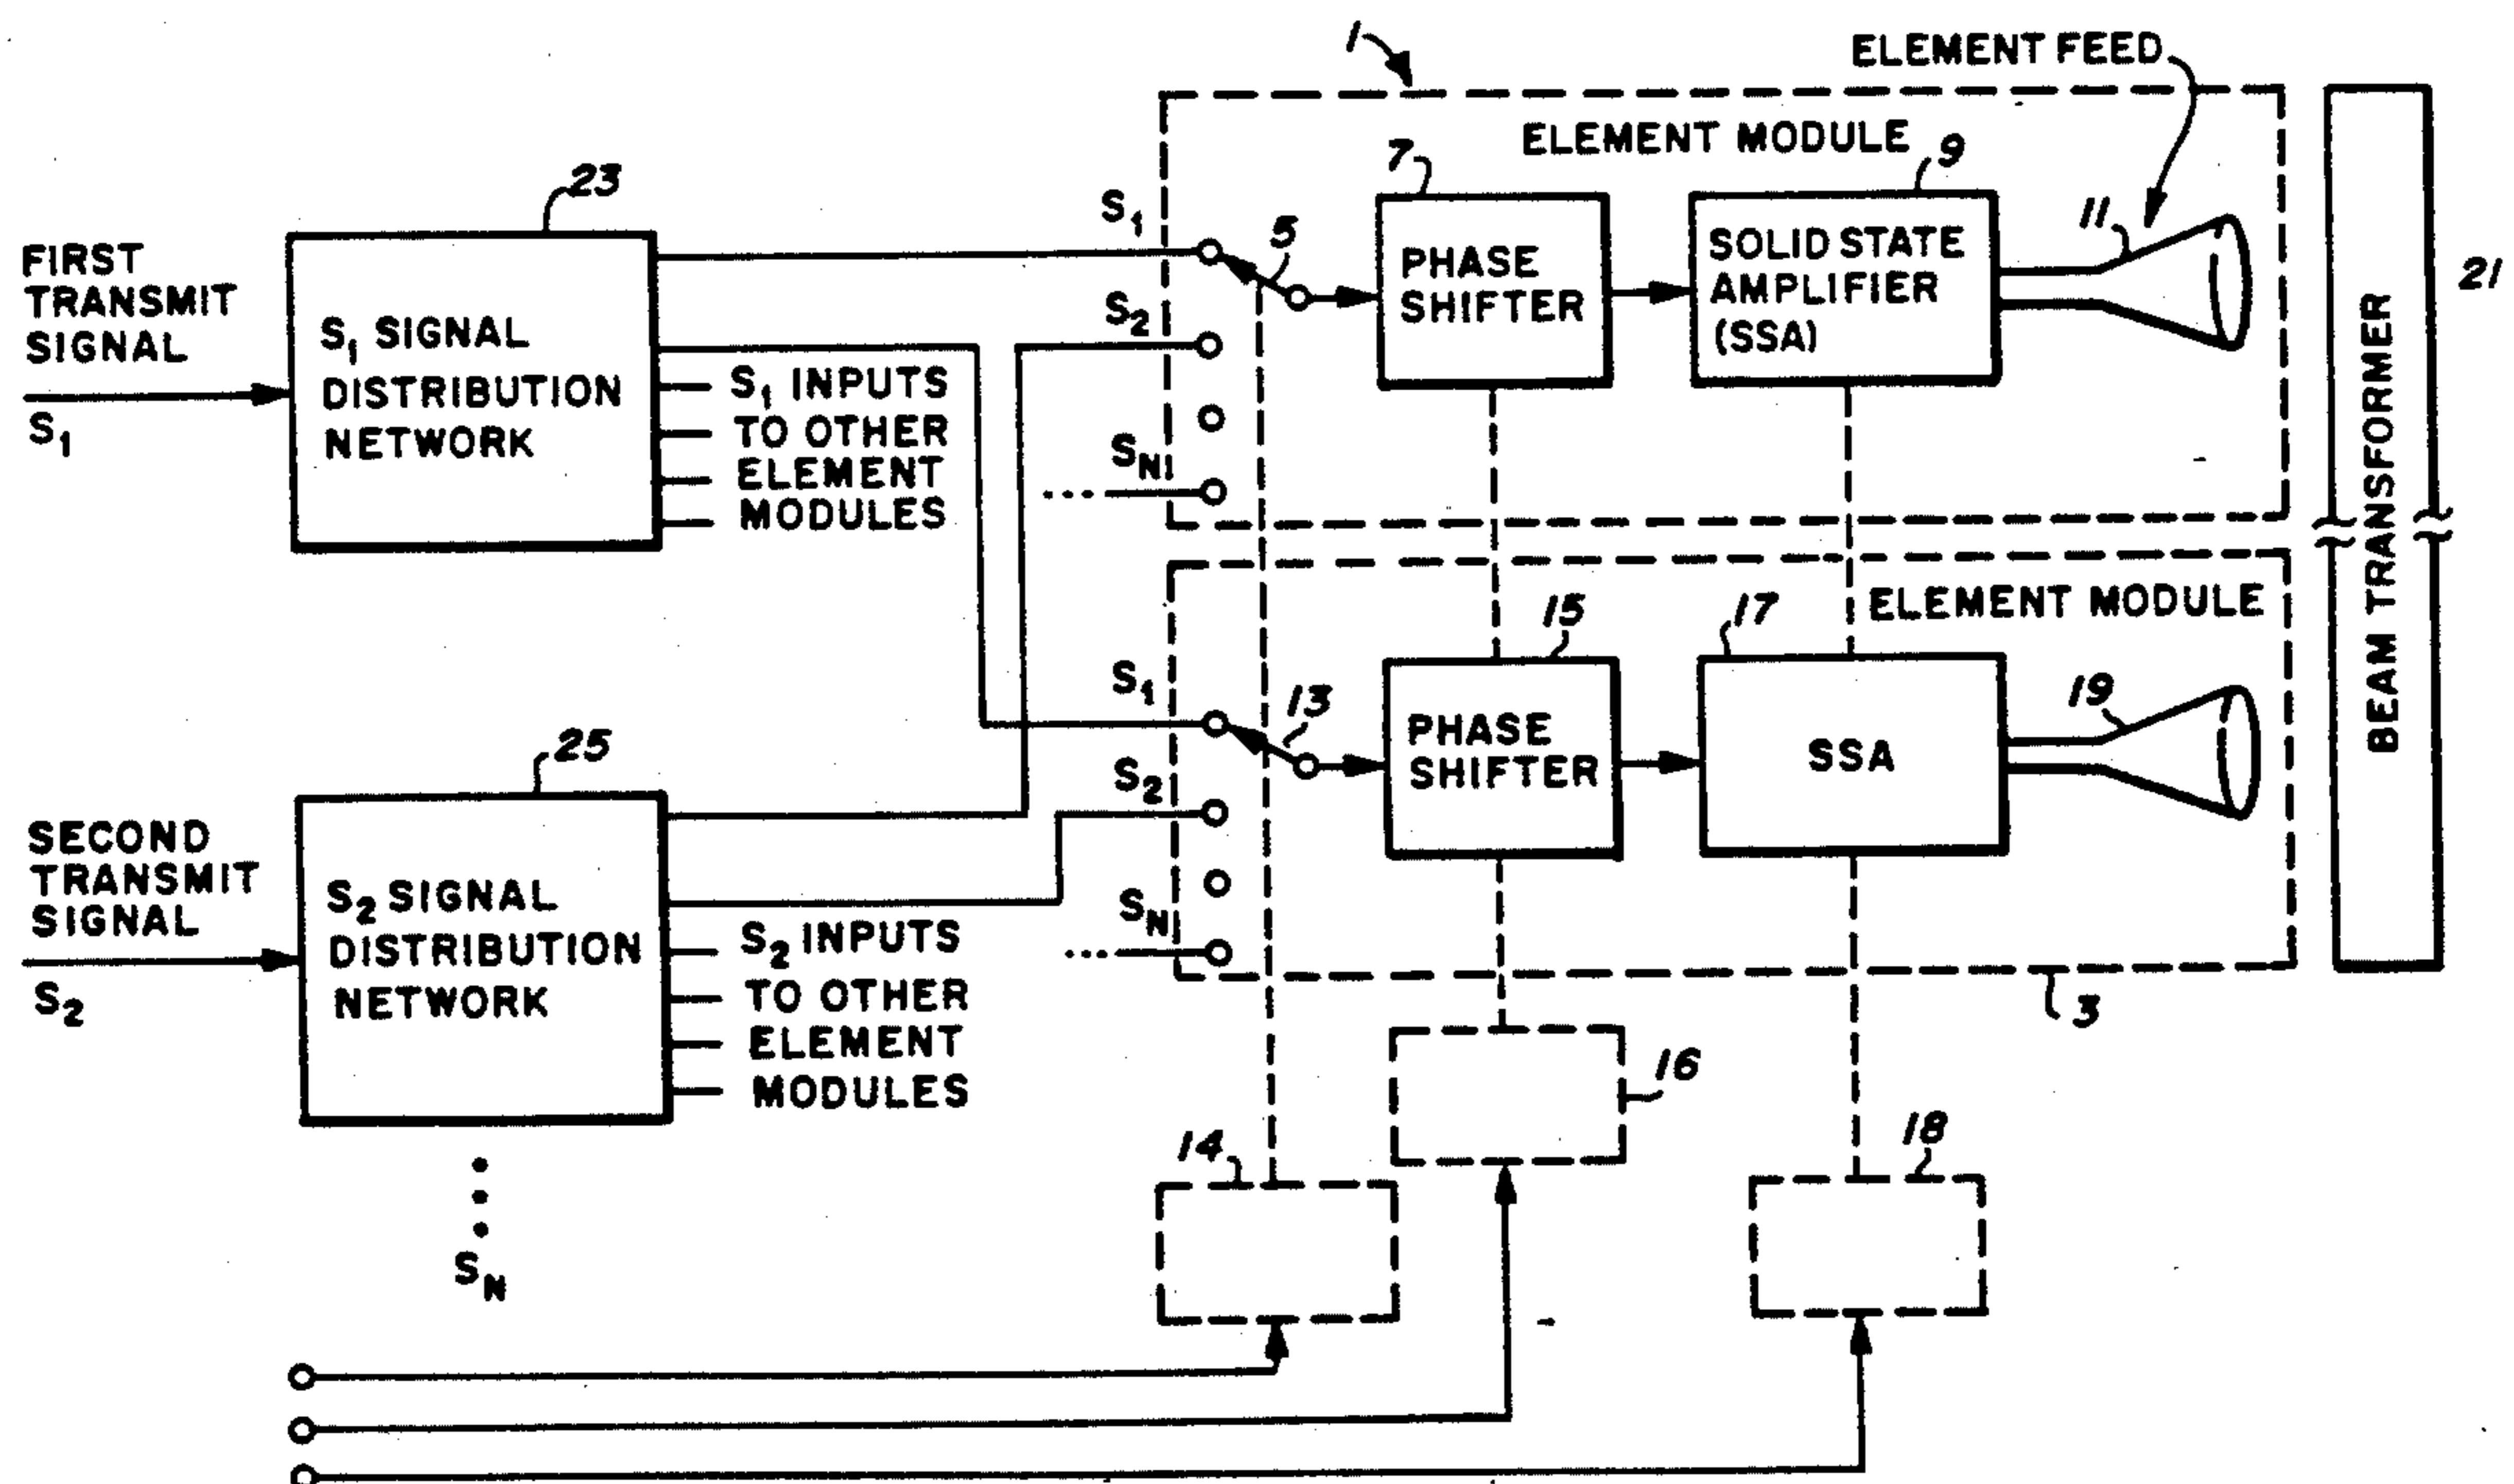 1
ELEMENT FEED
ELEMENT MODULE
7
9
11
23
S1
5
PHASE
SHIFTER
SOLID STATE
AMPLIFIER
(SSA)
21
BEAM TRANSFORMER
FIRST
TRANSMIT
SIGNAL
S1
S1 SIGNAL
DISTRIBUTION
NETWORK
S1 INPUTS
TO OTHER
ELEMENT
MODULES
S2
SN
...
ELEMENT MODULE
15
17
19
S1
13
PHASE
SHIFTER
SSA
S2
SN
...
3
25
SECOND
TRANSMIT
SIGNAL
S2
S2 SIGNAL
DISTRIBUTION
NETWORK
S2 INPUTS
TO OTHER
ELEMENT
MODULES
16
14
18
SN